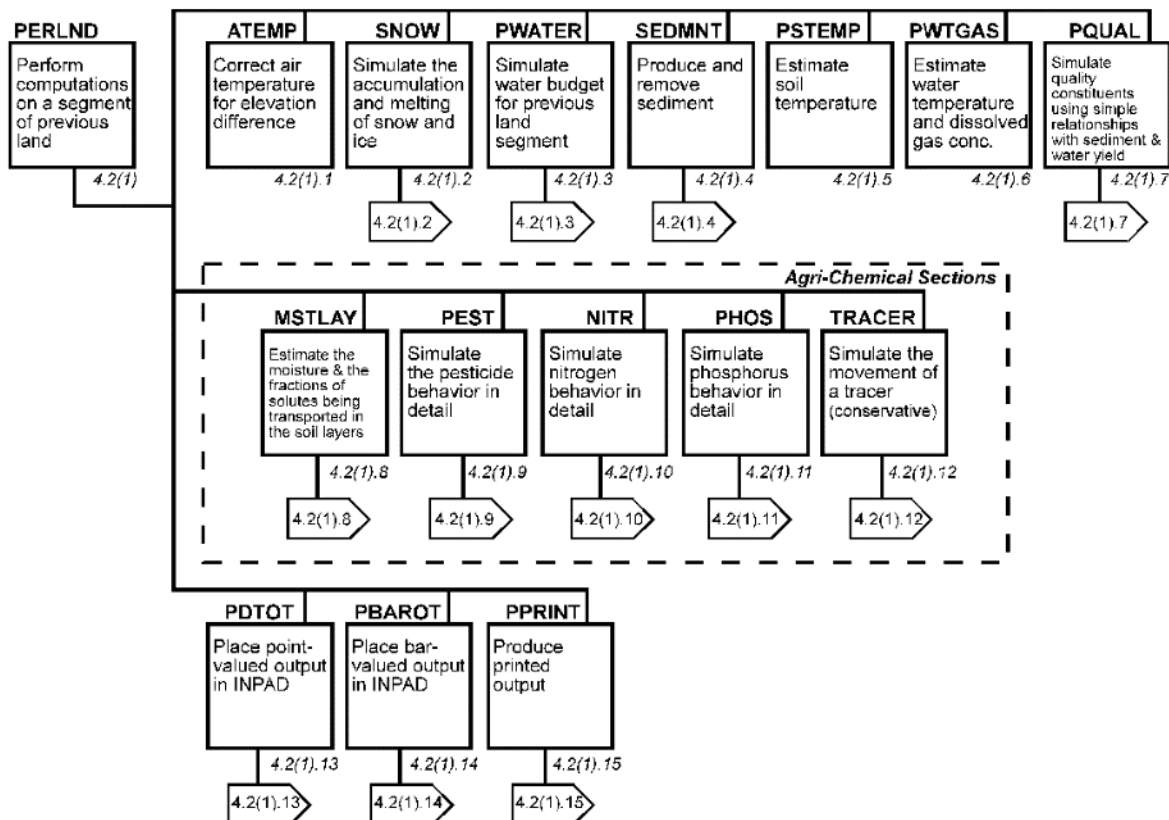 PERLND
Perform
computations
on a segment
of previous
land
4.2(1)
ATEMP
Correct air
temperature
for elevation
difference
4.2(1).1
SNOW
Simulate the
accumulation
and melting
of snow and
ice
4.2(1).2
4.2(1).2
PWATER
Simulate
water budget
for previous
land
segment
4.2(1).3
4.2(1).3
SEDMNT
Produce and
remove
sediment
4.2(1).4
4.2(1).4
PSTEMP
Estimate
soil
temperature
4.2(1).5
PWTGAS
Estimate
water
temperature
and dissolved
gas conc.
4.2(1).6
PQUAL
Simulate
quality
constituents
using simple
relationships
with sediment &
water yield
4.2(1).7
4.2(1).7
Agri-Chemical Sections
MSTLAY
Estimate the
moisture & the
fractions of
solutes being
transported in
the soil layers
4.2(1).8
4.2(1).8
PEST
Simulate
the pesticide
behavior in
detail
4.2(1).9
4.2(1).9
NITR
Simulate
nitrogen
behavior in
detail
4.2(1).10
4.2(1).10
PHOS
Simulate
phosphorus
behavior in
detail
4.2(1).11
4.2(1).11
TRACER
Simulate the
movement of
a tracer
(conservative)
4.2(1).12
4.2(1).12
PDTOT
Place point-
valued output
in INPAD
4.2(1).13
4.2(1).13
PBAROT
Place bar-
valued output
in INPAD
4.2(1).14
4.2(1).14
PPRINT
Produce
printed
output
4.2(1).15
4.2(1).15